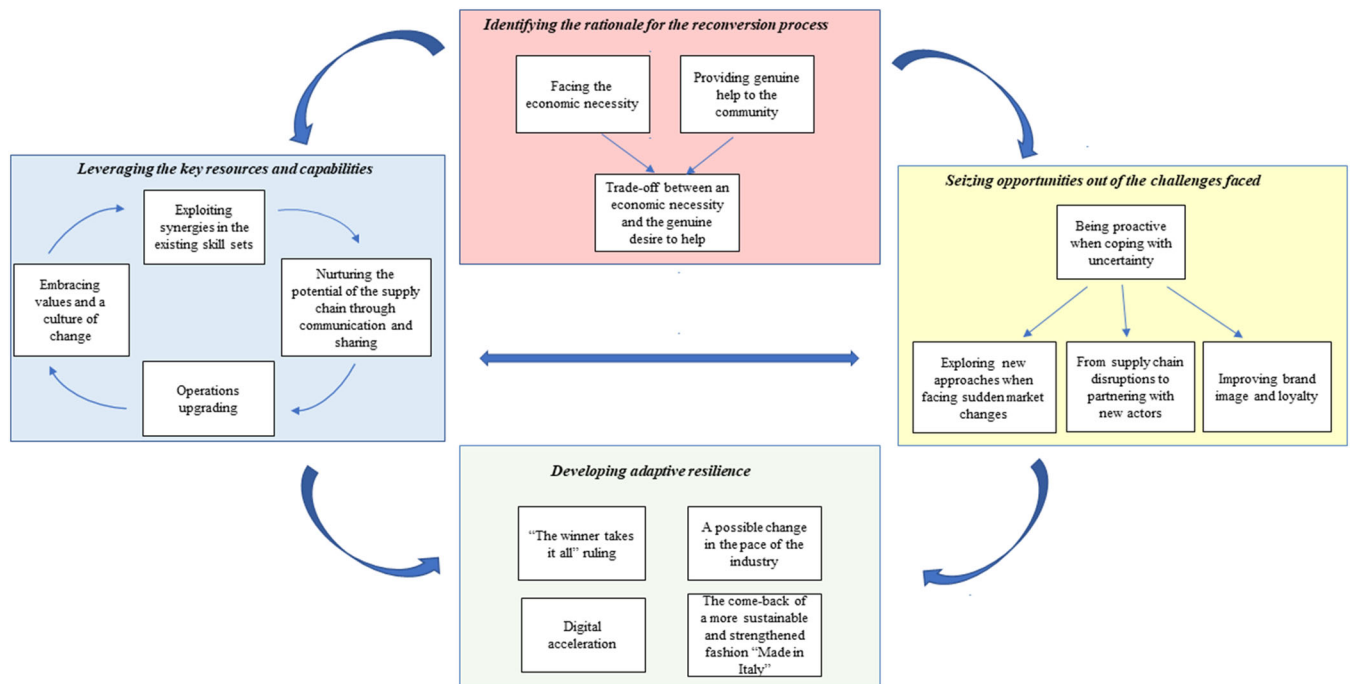 Identifying the rationale for the reconversion process
Facing the
economic necessity
Providing genuine
help to the
community
Trade-off between an
economic necessity
and the genuine
desire to help
Leveraging the key resources and capabilities
Exploiting
synergies in the
existing skill sets
Nurturing the
potential of the supply
chain through
communication and
sharing
Operations
upgrading
Embracing
values and a
culture of
change
Seizing opportunities out of the challenges faced
Being proactive
when coping with
uncertainty
Exploring new
approaches when
facing sudden market
changes
From supply chain
disruptions to
partnering with
new actors
Improving brand
image and loyalty
Developing adaptive resilience
“The winner takes
it all” ruling
A possible change
in the pace of the
industry
Digital
acceleration
The come-back of
a more sustainable
and strengthened
fashion “Made in
Italy”